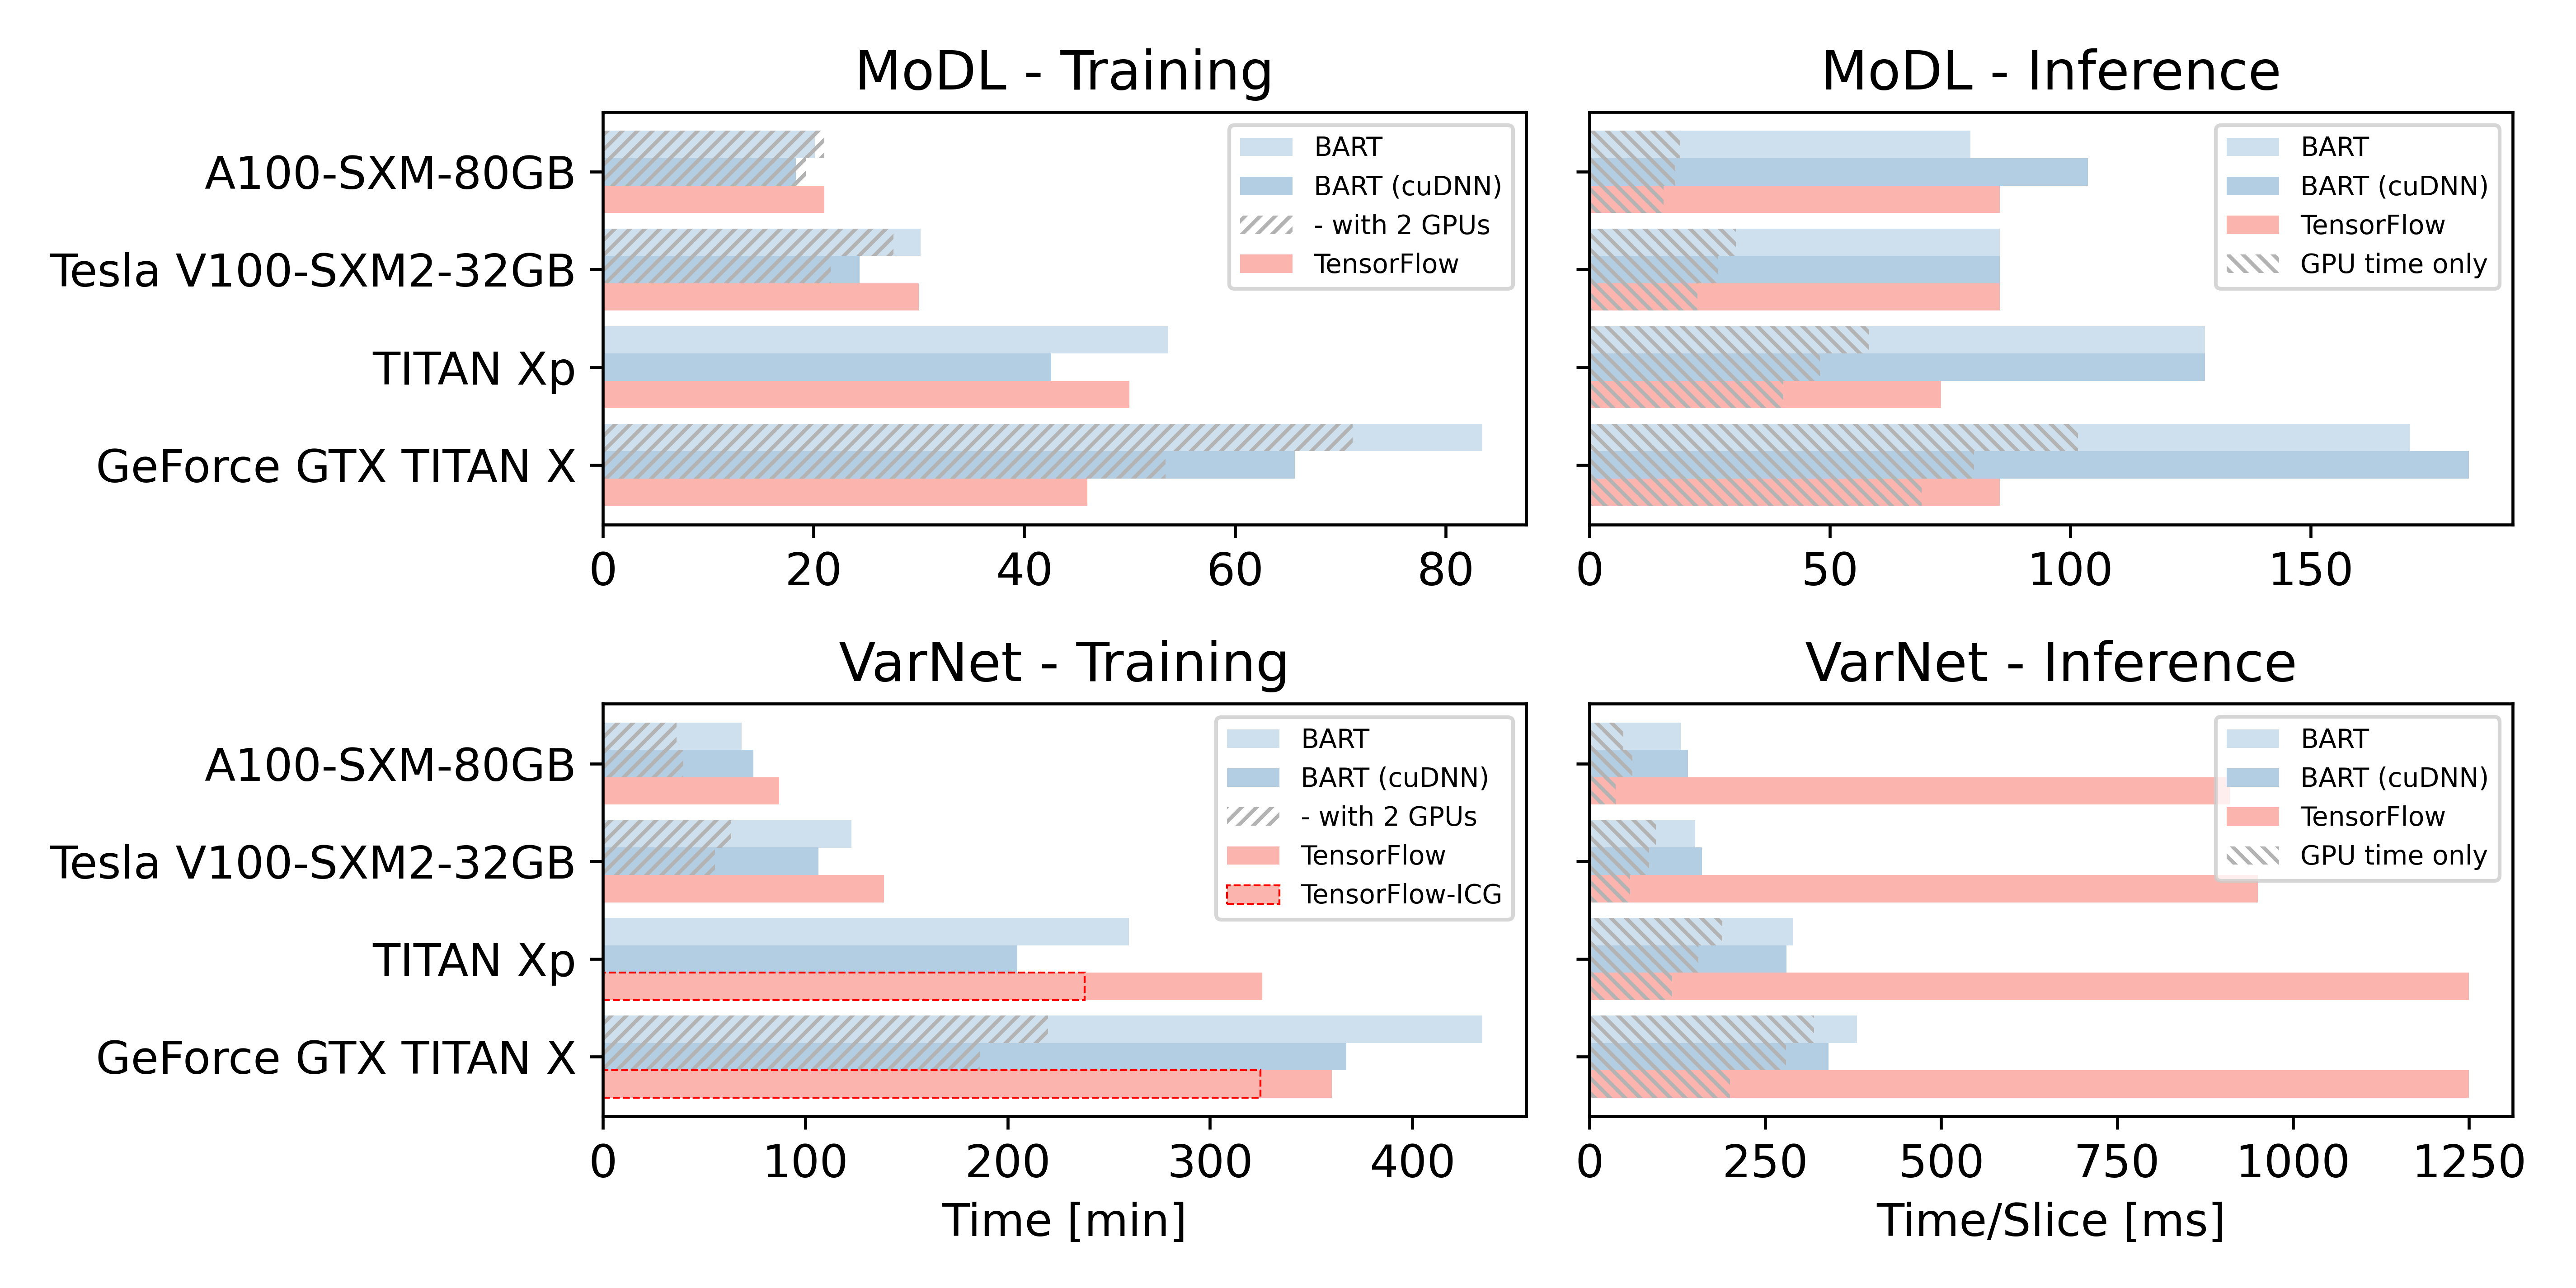 MoDL - Training
A100-SXM-80GB
Tesla V100-SXM2-32GB
TITAN Xp
GeForce GTX TITAN X
BART
BART (cuDNN)
- with 2 GPUs
TensorFlow
0 20 40 60 80
MoDL - Inference
BART
BART (cuDNN)
TensorFlow
GPU time only
0 50 100 150
VarNet - Training
A100-SXM-80GB
Tesla V100-SXM2-32GB
TITAN Xp
GeForce GTX TITAN X
BART
BART (cuDNN)
- with 2 GPUs
TensorFlow
TensorFlow-ICG
0 100 200 300 400
Time [min]
VarNet - Inference
BART
BART (cuDNN)
TensorFlow
GPU time only
0 250 500 750 1000 1250
Time/Slice [ms]